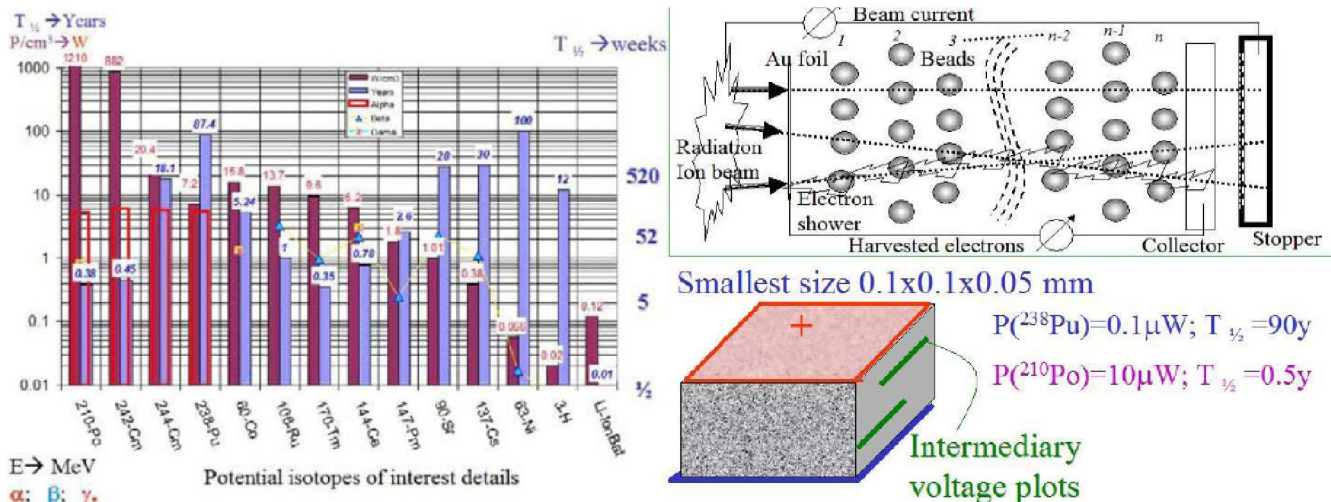 T ½ →Years
P/cm³→W
T ½ →weeks
1000
100
10
1
0.1
0.01
520
52
5
½
W/cm3
Years
Alpha
Beta
Gama
1210
882
20.4
18.1
7.2
87.4
15.8
5.24
13.7
1
9.6
0.35
6.2
0.78
1.8
2.6
1.01
28
0.38
30
0.056
100
0.02
12
0.12
0.01
0.38
0.45
210-Po
242-Cm
244-Cm
238-Pu
60-Co
106-Ru
170-Tm
144-Ce
147-Pm
90-Sr
137-Cs
63-Ni
3-H
Li-IonBat
E→ MeV
α; β; γ.
Potential isotopes of interest details
Beam current
1 2 3 n-2 n-1 n
Au foil
Beads
Radiation
Ion beam
Electron
shower
Harvested electrons
Collector
Stopper
Smallest size 0.1x0.1x0.05 mm
+
P(²³⁸Pu)=0.1µW; T ½ =90y
P(²¹⁰Po)=10µW; T ½ =0.5y
Intermediary
voltage plots